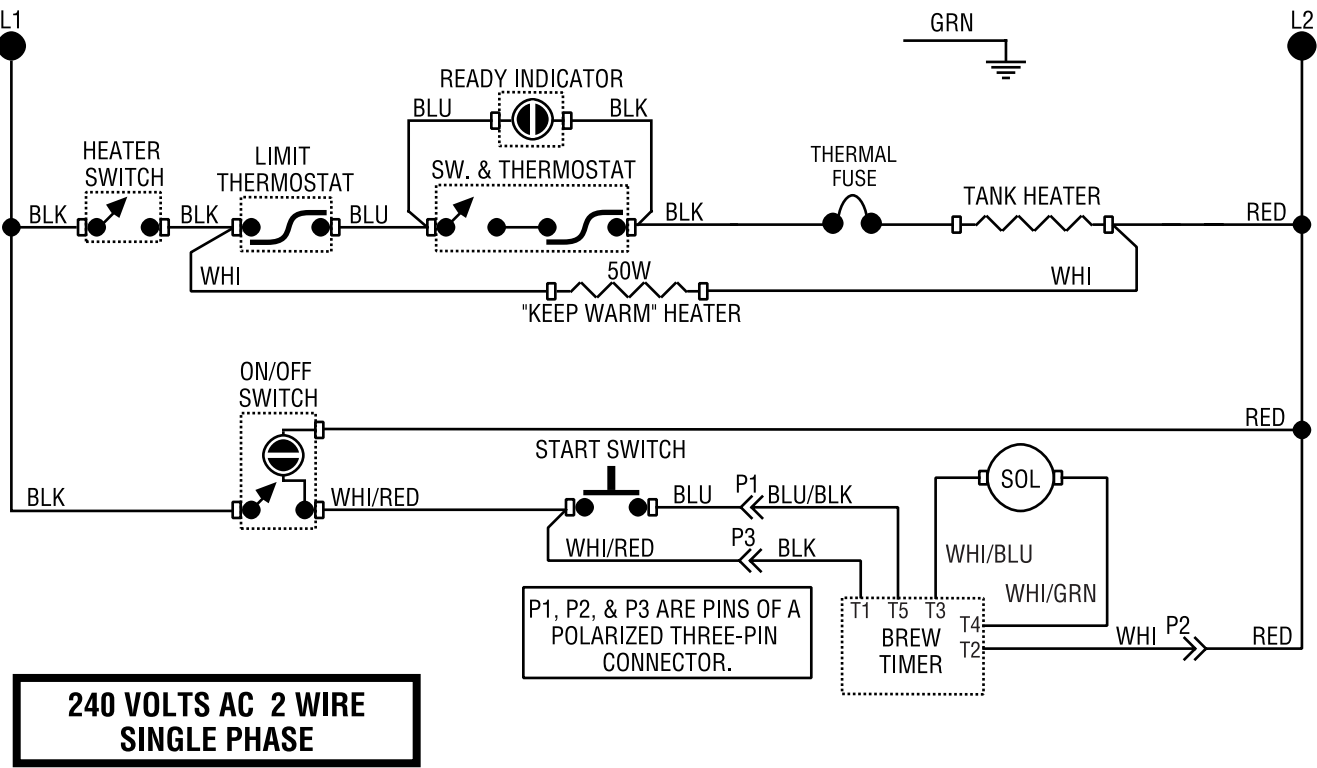 L1
GRN
L2
READY INDICATOR
BLU
BLK
HEATER
SWITCH
LIMIT
THERMOSTAT
SW. & THERMOSTAT
THERMAL
FUSE
TANK HEATER
BLK
BLK
BLU
BLK
RED
WHI
50W
WHI
"KEEP WARM" HEATER
ON/OFF
SWITCH
RED
START SWITCH
SOL
BLK
WHI/RED
BLU
P1
BLU/BLK
WHI/RED
P3
BLK
WHI/BLU
WHI/GRN
P1, P2, & P3 ARE PINS OF A
POLARIZED THREE-PIN
CONNECTOR.
T1
T5
T3
T4
T2
BREW
TIMER
WHI
P2
RED
240 VOLTS AC 2 WIRE
SINGLE PHASE